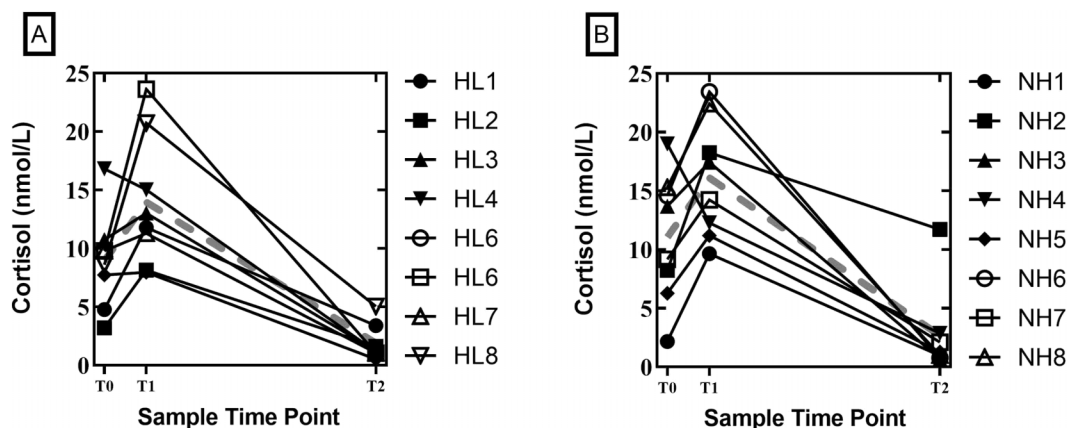 A
Cortisol (nmol/L)
25
20
15
10
5
0
T0 T1 T2
Sample Time Point
HL1
HL2
HL3
HL4
HL6
HL6
HL7
HL8
B
Cortisol (nmol/L)
25
20
15
10
5
0
T0 T1 T2
Sample Time Point
NH1
NH2
NH3
NH4
NH5
NH6
NH7
NH8